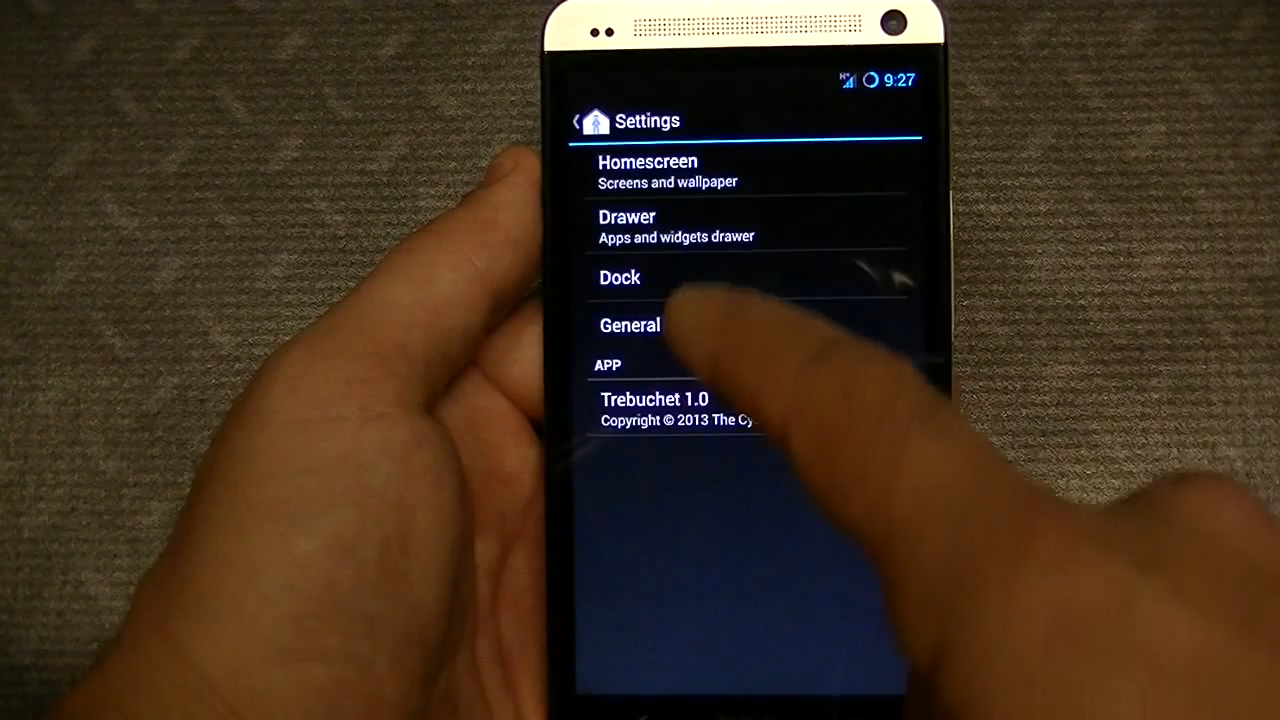 9:27
Settings
Homescreen
Screens and wallpaper
Drawer
Apps and widgets drawer
Dock
General
APP
Trebuchet 1.0
Copyright © 2013 The